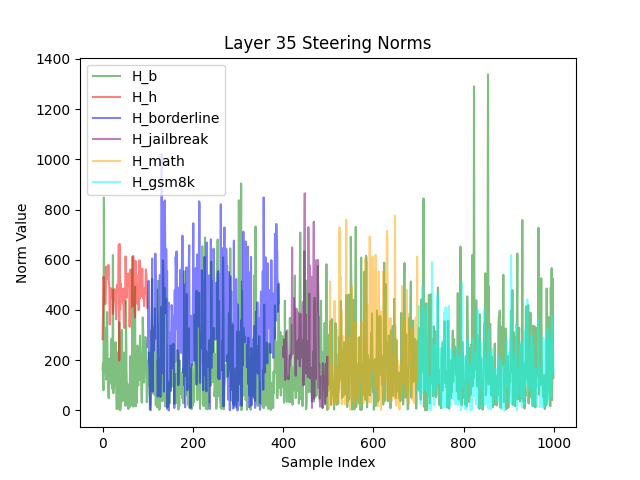 Layer 35 Steering Norms
Norm Value
1400
1200
1000
800
600
400
200
0
H_b
H_h
H_borderline
H_jailbreak
H_math
H_gsm8k
0 200 400 600 800 1000
Sample Index